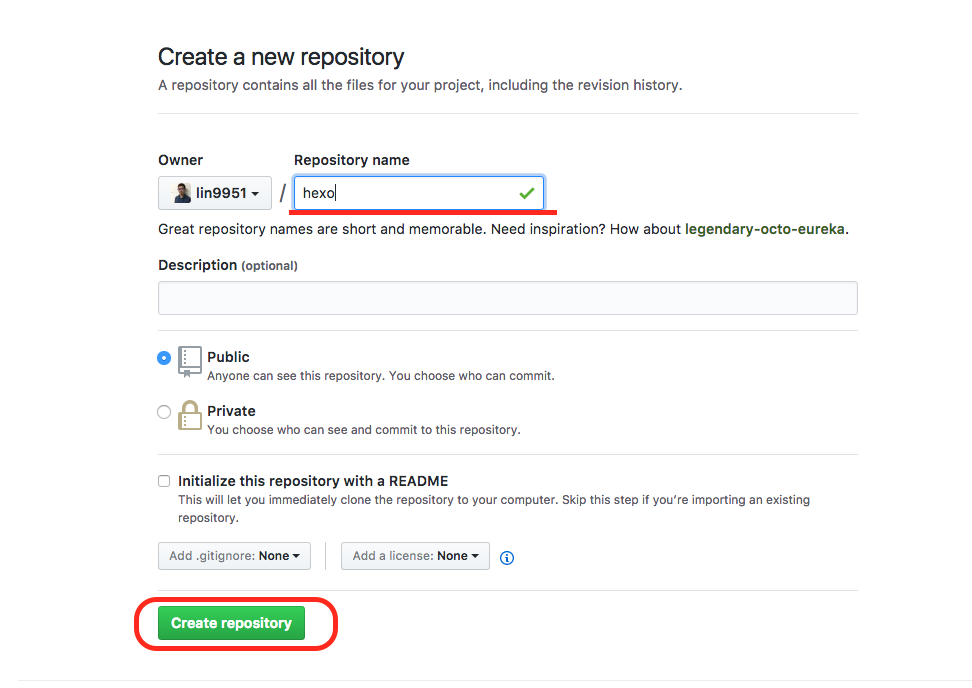 Create a new repository
A repository contains all the files for your project, including the revision history.
Owner
Repository name
lin9951 / hexo
Great repository names are short and memorable. Need inspiration? How about legendary-octo-eureka.
Description (optional)
Public
Anyone can see this repository. You choose who can commit.
Private
You choose who can see and commit to this repository.
Initialize this repository with a README
This will let you immediately clone the repository to your computer. Skip this step if you’re importing an existing
repository.
Add .gitignore: None
Add a license: None
Create repository